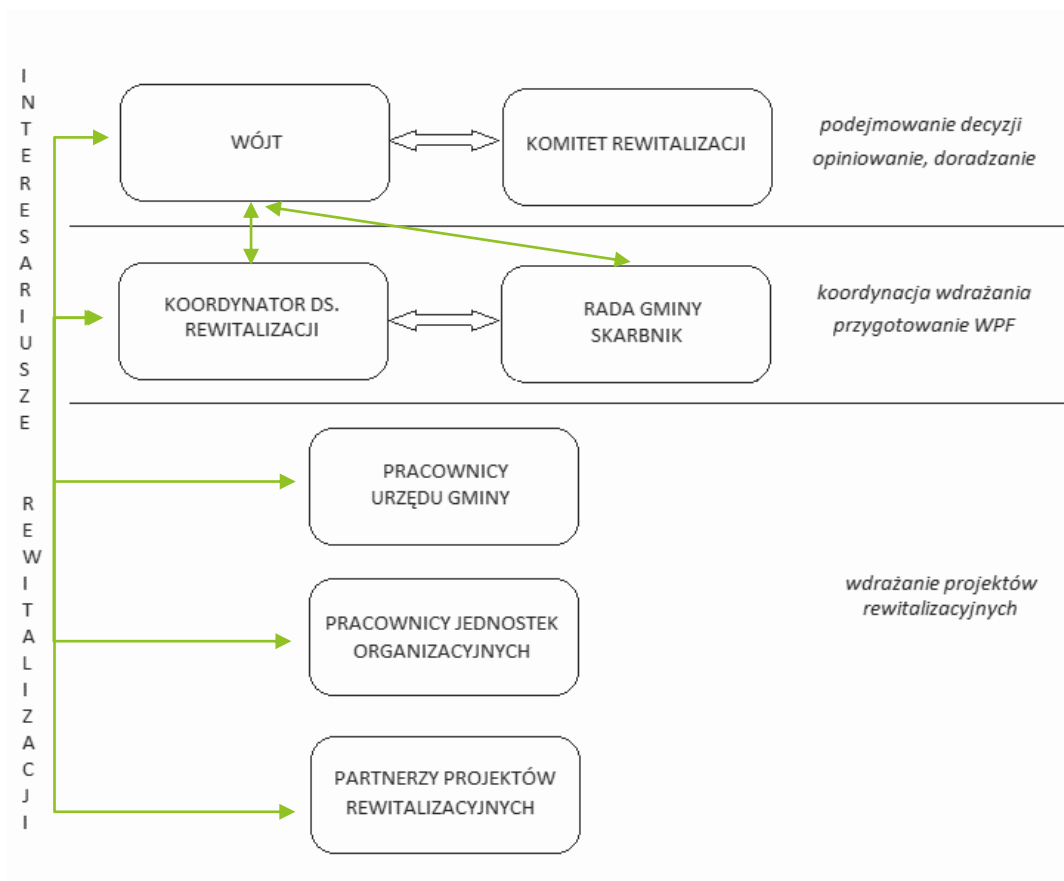 INTERESARIUSZE REWITALIZACJI
WÓJT
KOMITET REWITALIZACJI
podejmowanie decyzji
opiniowanie, doradzanie
KOORDYNATOR DS.
REWITALIZACJI
RADA GMINY
SKARBNIK
koordynacja wdrażania
przygotowanie WPF
PRACOWNICY
URZĘDU GMINY
PRACOWNICY JEDNOSTEK
ORGANIZACYJNYCH
wdrażanie projektów
rewitalizacyjnych
PARTNERZY PROJEKTÓW
REWITALIZACYJNYCH